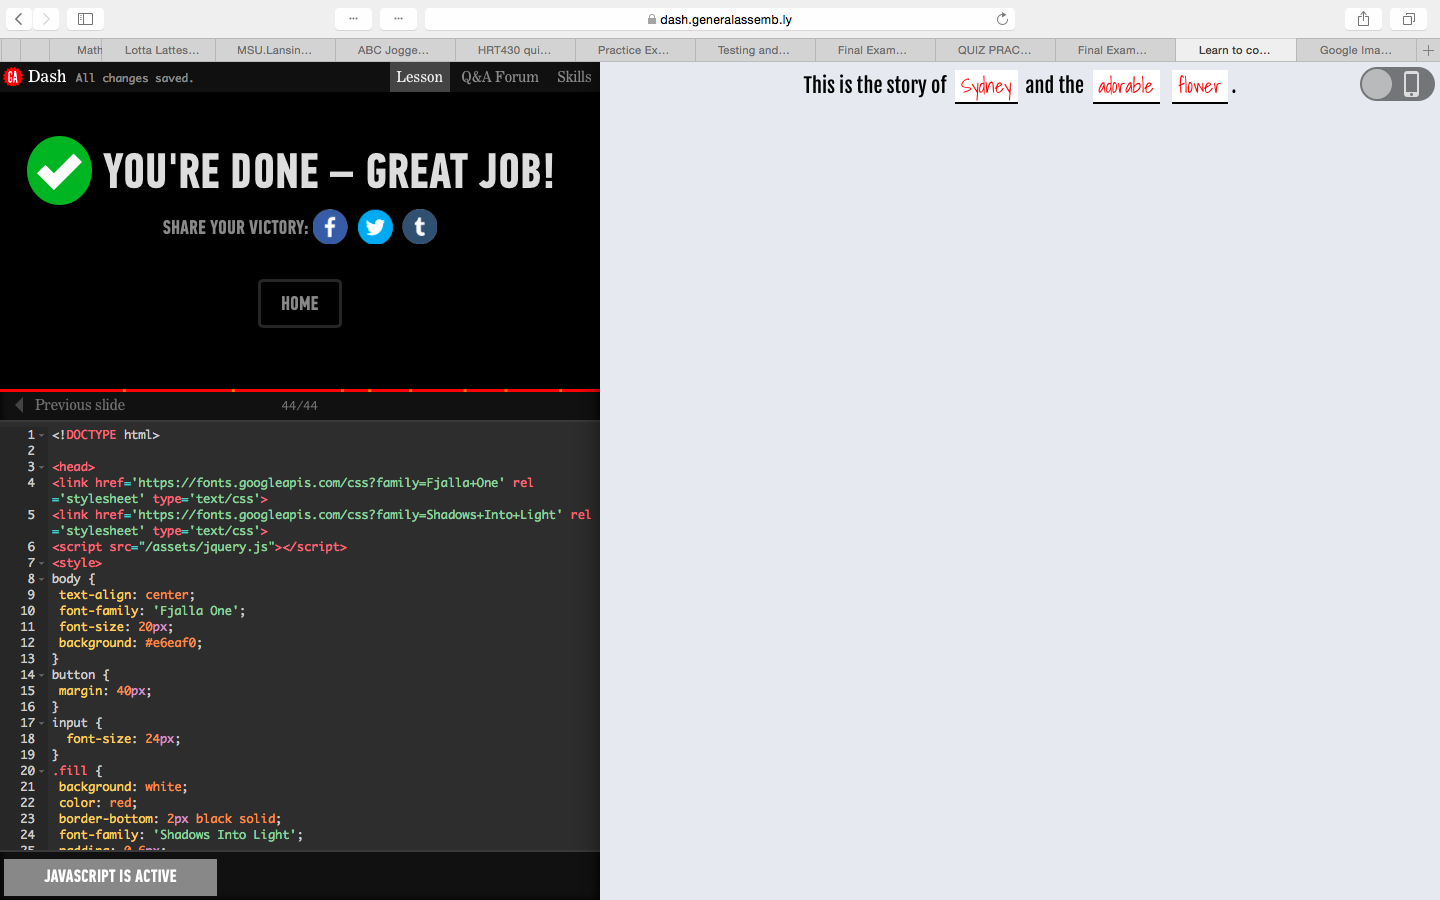 dash.generalassemb.ly
Math
Lotta Lattes...
MSU.Lansin...
ABC Jogge...
HRT430 qui...
Practice Ex...
Testing and...
Final Exam...
QUIZ PRAC...
Final Exam...
Learn to co...
Google Ima...
GA Dash All changes saved.
Lesson Q&A Forum Skills
YOU'RE DONE – GREAT JOB!
SHARE YOUR VICTORY: f t
HOME
Previous slide 44/44
1 <!DOCTYPE html>
2
3 <head>
4 <link href='https://fonts.googleapis.com/css?family=Fjalla+One' rel
='stylesheet' type='text/css'>
5 <link href='https://fonts.googleapis.com/css?family=Shadows+Into+Light' rel
='stylesheet' type='text/css'>
6 <script src="/assets/jquery.js"></script>
7 <style>
8 body {
9 text-align: center;
10 font-family: 'Fjalla One';
11 font-size: 20px;
12 background: #e6eaf0;
13 }
14 button {
15 margin: 40px;
16 }
17 input {
18 font-size: 24px;
19 }
20 .fill {
21 background: white;
22 color: red;
23 border-bottom: 2px black solid;
24 font-family: 'Shadows Into Light';
25 padding: 0 6px;
JAVASCRIPT IS ACTIVE
This is the story of Sydney and the adorable flower .